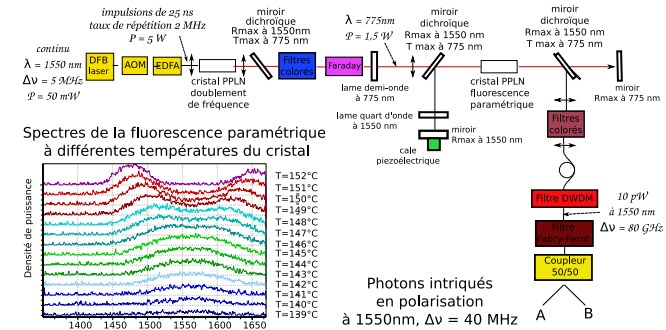 impulsions de 25 ns
taux de répétition 2 MHz
P = 5 W
continu
λ = 1550 nm
Δν = 5 MHz
P = 50 mW
DFB
laser
AOM
EDFA
cristal PPLN
doublement
de fréquence
miroir
dichroïque
Rmax à 1550nm
Tmax à 775 nm
Filtres
colorés
Faraday
λ = 775nm
P = 1,5 W
lame demi-onde
à 775 nm
miroir
dichroïque
Rmax à 1550 nm
T max à 775 nm
lame quart d'onde
à 1550 nm
miroir
Rmax à 1550 nm
cale
piezoélectrique
cristal PPLN
fluorescence
paramétrique
miroir
dichroïque
Rmax à 1550 nm
T max à 775 nm
miroir
Rmax à 775 nm
Filtres
colorés
Filtre DWDM
10 pW
à 1550 nm
Δν = 80 GHz
Filtre
Fabry-Perot
Coupleur
50/50
A
B
Photons intriqués
en polarisation
à 1550nm, Δν = 40 MHz
Spectres de la fluorescence paramétrique
à différentes températures du cristal
Densité de puissance
T=152°C
T=151°C
T=150°C
T=149°C
T=148°C
T=147°C
T=146°C
T=145°C
T=144°C
T=143°C
T=142°C
T=141°C
T=140°C
T=139°C
1400 1450 1500 1550 1600 1650